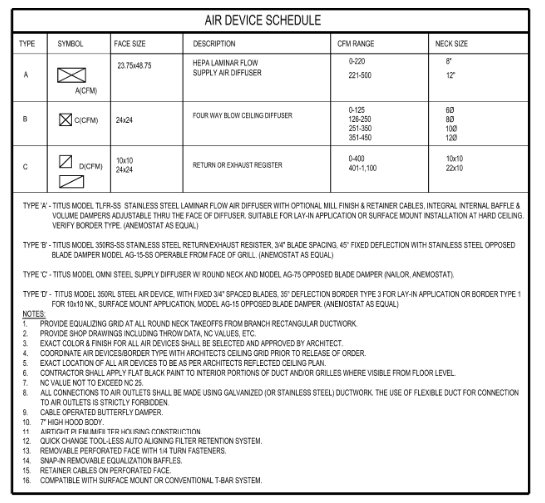 AIR DEVICE SCHEDULE
TYPE SYMBOL FACE SIZE DESCRIPTION CFM RANGE NECK SIZE
A A(CFM) 23.75x48.75 HEPA LAMINAR FLOW 0-220 8"
SUPPLY AIR DIFFUSER 221-500 12"
B C(CFM) 24x24 FOUR WAY BLOW CEILING DIFFUSER 0-125 6Ø
126-250 8Ø
251-350 10Ø
351-450 12Ø
C D(CFM) 10x10 RETURN OR EXHAUST REGISTER 0-400 10x10
24x24 401-1,100 22x10
TYPE 'A' - TITUS MODEL TLFR-SS STAINLESS STEEL LAMINAR FLOW AIR DIFFUSER WITH OPTIONAL MILL FINISH & RETAINER CABLES, INTEGRAL INTERNAL BAFFLE &
VOLUME DAMPERS ADJUSTABLE THRU THE FACE OF DIFFUSER. SUITABLE FOR LAY-IN APPLICATION OR SURFACE MOUNT INSTALLATION AT HARD CEILING.
VERIFY BORDER TYPE. (ANEMOSTAT AS EQUAL)
TYPE 'B' - TITUS MODEL 350RS-SS STAINLESS STEEL RETURN/EXHAUST REGISTER, 3/4" BLADE SPACING, 45° FIXED DEFLECTION WITH STAINLESS STEEL OPPOSED
BLADE DAMPER MODEL AG-15-SS OPERABLE FROM FACE OF GRILL. (ANEMOSTAT AS EQUAL)
TYPE 'C' - TITUS MODEL OMNI STEEL SUPPLY DIFFUSER W/ ROUND NECK AND MODEL AG-75 OPPOSED BLADE DAMPER (NAILOR, ANEMOSTAT).
TYPE 'D' - TITUS MODEL 350RL STEEL AIR DEVICE, WITH FIXED 3/4" SPACED BLADES, 35° DEFLECTION BORDER TYPE 3 FOR LAY-IN APPLICATION OR BORDER TYPE 1
FOR 10x10 NK., SURFACE MOUNT APPLICATION, MODEL AG-15 OPPOSED BLADE DAMPER. (ANEMOSTAT AS EQUAL)
NOTES:
1. PROVIDE EQUALIZING GRID AT ALL ROUND NECK TAKEOFFS FROM BRANCH RECTANGULAR DUCTWORK.
2. PROVIDE SHOP DRAWINGS INCLUDING THROW DATA, NC VALUES, ETC.
3. EXACT COLOR & FINISH FOR ALL AIR DEVICES SHALL BE SELECTED AND APPROVED BY ARCHITECT.
4. COORDINATE AIR DEVICES/BORDER TYPE WITH ARCHITECTS CEILING GRID PRIOR TO RELEASE OF ORDER.
5. EXACT LOCATION OF ALL AIR DEVICES TO BE AS PER ARCHITECTS REFLECTED CEILING PLAN.
6. CONTRACTOR SHALL APPLY FLAT BLACK PAINT TO INTERIOR PORTIONS OF DUCT AND/OR GRILLES WHERE VISIBLE FROM FLOOR LEVEL.
7. NC VALUE NOT TO EXCEED NC 25.
8. ALL CONNECTIONS TO AIR OUTLETS SHALL BE MADE USING GALVANIZED (OR STAINLESS STEEL) DUCTWORK. THE USE OF FLEXIBLE DUCT FOR CONNECTION
TO AIR OUTLETS IS STRICTLY FORBIDDEN.
9. CABLE OPERATED BUTTERFLY DAMPER.
10. 7" HIGH HOOD BODY.
11. AIRTIGHT PLENUM/FILTER HOUSING CONSTRUCTION.
12. QUICK CHANGE TOOL-LESS AUTO ALIGNING FILTER RETENTION SYSTEM.
13. REMOVABLE PERFORATED FACE WITH 1/4 TURN FASTENERS.
14. SNAP-IN REMOVABLE EQUALIZATION BAFFLES.
15. RETAINER CABLES ON PERFORATED FACE.
16. COMPATIBLE WITH SURFACE MOUNT OR CONVENTIONAL T-BAR SYSTEM.